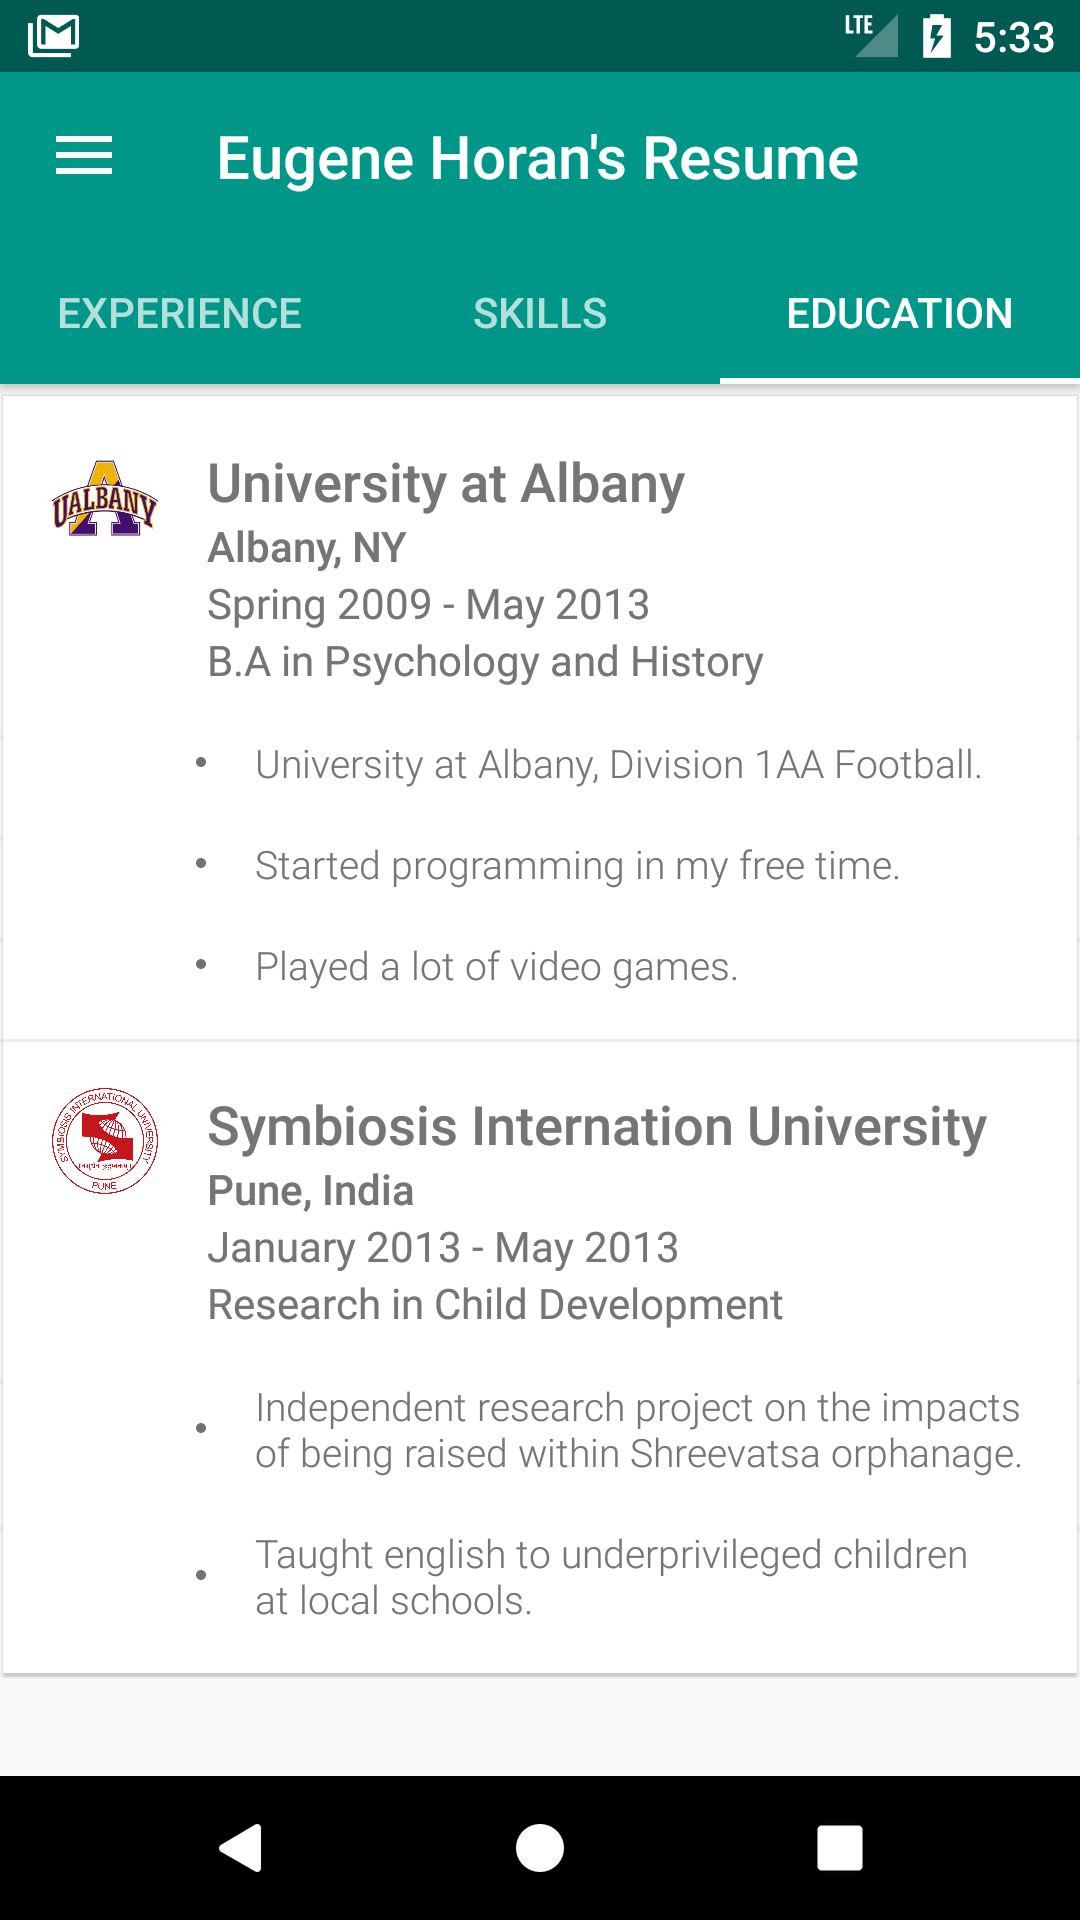 LTE 5:33
Eugene Horan's Resume
EXPERIENCE SKILLS EDUCATION
UALBANY
University at Albany
Albany, NY
Spring 2009 - May 2013
B.A in Psychology and History
• University at Albany, Division 1AA Football.
• Started programming in my free time.
• Played a lot of video games.
SYMBIOSIS INTERNATIONAL UNIVERSITY
PUNE
Symbiosis Internation University
Pune, India
January 2013 - May 2013
Research in Child Development
• Independent research project on the impacts
of being raised within Shreevatsa orphanage.
• Taught english to underprivileged children
at local schools.